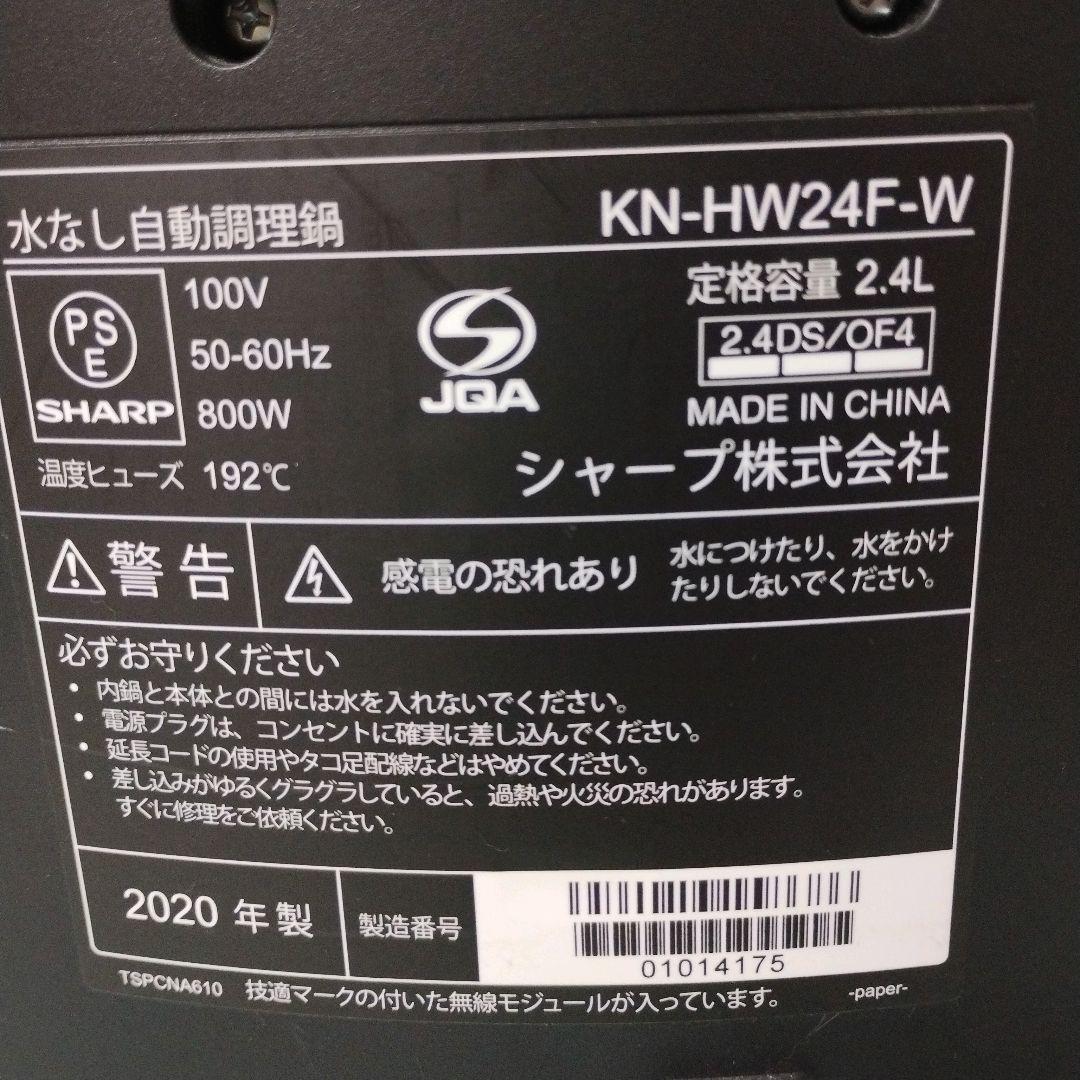 水なし自動調理鍋 KN-HW24F-W
PSE
SHARP
100V
50-60Hz
800W
温度ヒューズ 192℃
JQA
定格容量 2.4L
2.4DS/OF4
MADE IN CHINA
シャープ株式会社
警告
感電の恐れあり
水につけたり、水をかけ
たりしないでください。
必ずお守りください
• 内鍋と本体との間には水を入れないでください。
• 電源プラグは、コンセントに確実に差し込んでください。
• 延長コードの使用やタコ足配線などはやめてください。
• 差し込みがゆるくグラグラしていると、過熱や火災の恐れがあります。
すぐに修理をご依頼ください。
2020 年製
製造番号
01014175
TSPCNA610 技適マークの付いた無線モジュールが入っています。 -paper-